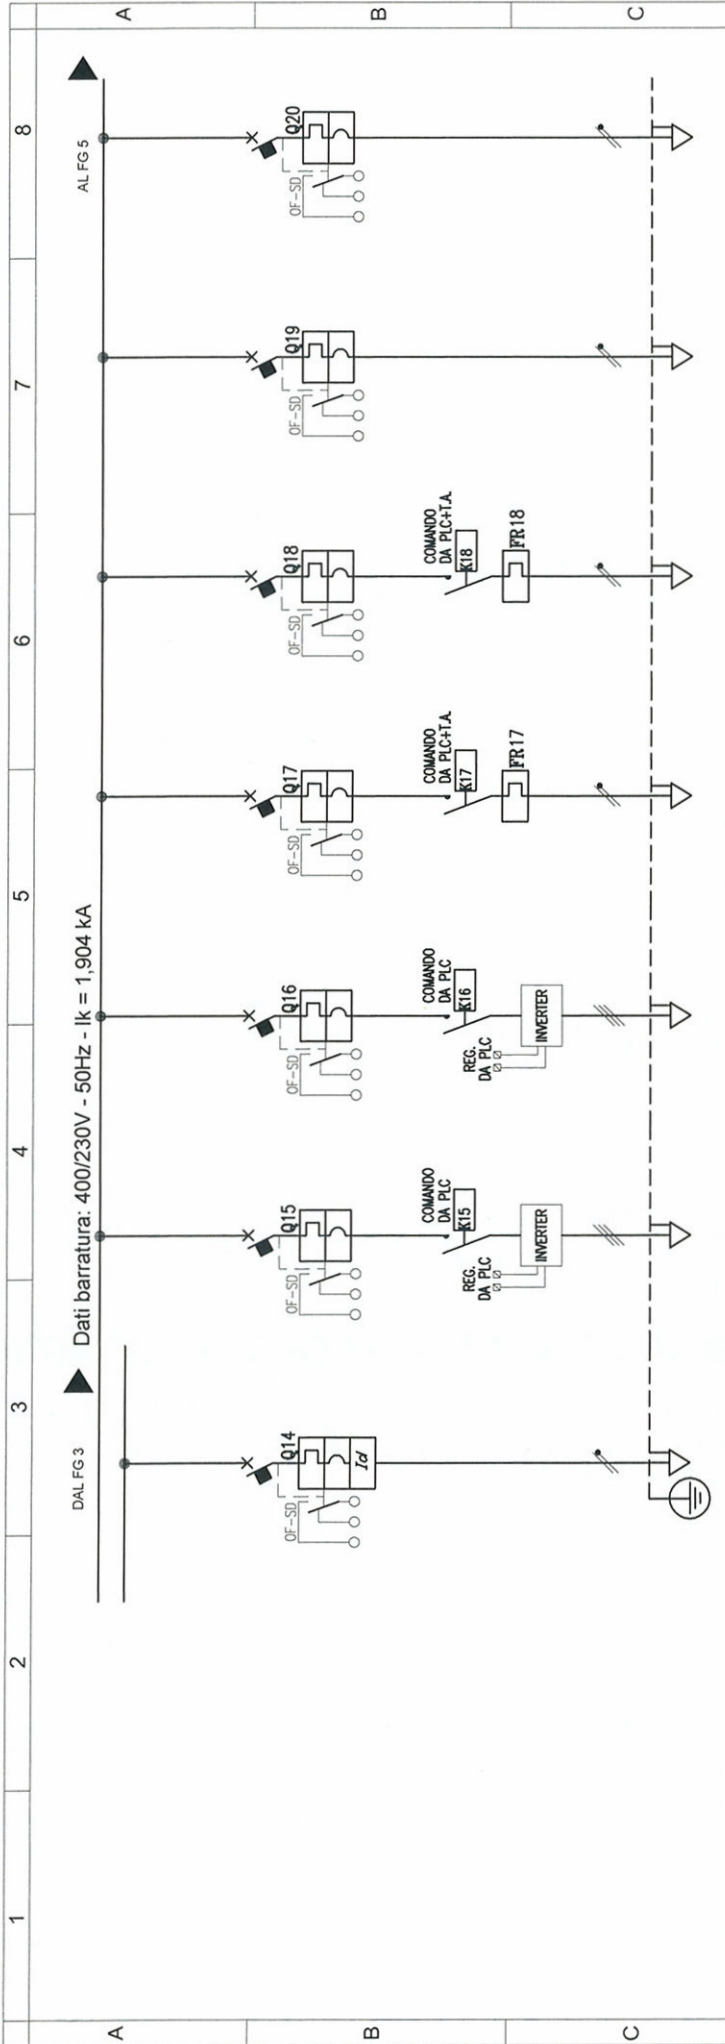 1 2 3 4 5 6 7 8
A A
B B
C C
DAL FG 3
Dati barratura: 400/230V - 50Hz - Ik = 1,904 kA
AL FG 5
OF-SD
Q14
Id
OF-SD
Q15
COMANDO
DA PLC
K15
REG.
DA PLC
INVERTER
OF-SD
Q16
COMANDO
DA PLC
K16
REG.
DA PLC
INVERTER
OF-SD
Q17
COMANDO
DA PLC+T.A.
K17
FR17
OF-SD
Q18
COMANDO
DA PLC+T.A.
K18
FR18
OF-SD
Q19
OF-SD
Q20